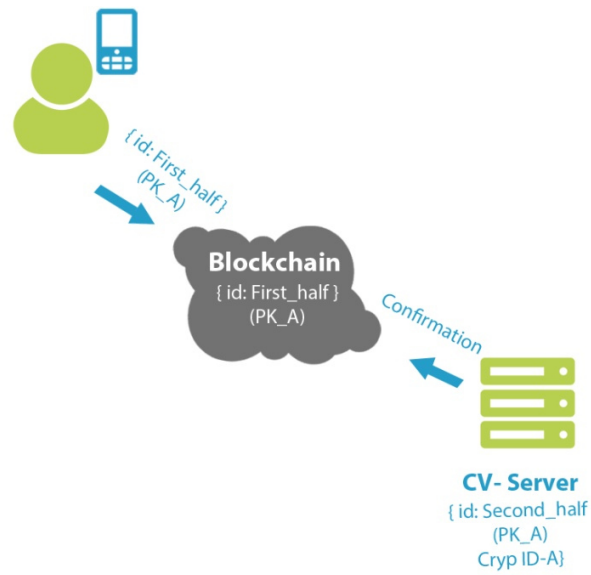 { id: First_half }
(PK_A)
Blockchain
{ id: First_half }
(PK_A)
Confirmation
CV- Server
{ id: Second_half
(PK_A)
Cryp ID-A}